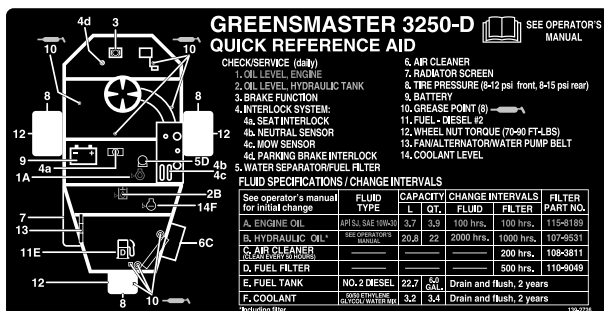 GREENSMASTER 3250-D
QUICK REFERENCE AID
SEE OPERATOR'S
MANUAL
CHECK/SERVICE (daily)
1. OIL LEVEL, ENGINE
2. OIL LEVEL, HYDRAULIC TANK
3. BRAKE FUNCTION
4. INTERLOCK SYSTEM:
4a. SEAT INTERLOCK
4b. NEUTRAL SENSOR
4c. MOW SENSOR
4d. PARKING BRAKE INTERLOCK
5. WATER SEPARATOR/FUEL FILTER
6. AIR CLEANER
7. RADIATOR SCREEN
8. TIRE PRESSURE (8-12 psi front, 8-15 psi rear)
9. BATTERY
10. GREASE POINT (8)
11. FUEL - DIESEL #2
12. WHEEL NUT TORQUE (70-90 FT-LBS)
13. FAN/ALTERNATOR/WATER PUMP BELT
14. COOLANT LEVEL
FLUID SPECIFICATIONS / CHANGE INTERVALS
See operator's manual for initial change FLUID TYPE CAPACITY L QT. CHANGE INTERVALS FLUID FILTER FILTER PART NO.
A. ENGINE OIL API SJ, SAE 10W-30 3.7 3.9 100 hrs. 100 hrs. 115-8189
B. HYDRAULIC OIL* SEE OPERATOR'S MANUAL 20.8 22 2000 hrs. 1000 hrs. 107-9531
C. AIR CLEANER (CLEAN EVERY 50 HOURS) 200 hrs. 108-3811
D. FUEL FILTER 500 hrs. 110-9049
E. FUEL TANK NO. 2 DIESEL 22.7 6.0 GAL. Drain and flush, 2 years
F. COOLANT 50/50 ETHYLENE GLYCOL/ WATER MIX 3.2 3.4 Drain and flush, 2 years
*Including filter 139-2726
4d
3
10
10
8
8
12
12
9
4a
1A
5D
4b
4c
2B
14F
7
13
11E
6C
12
8
10